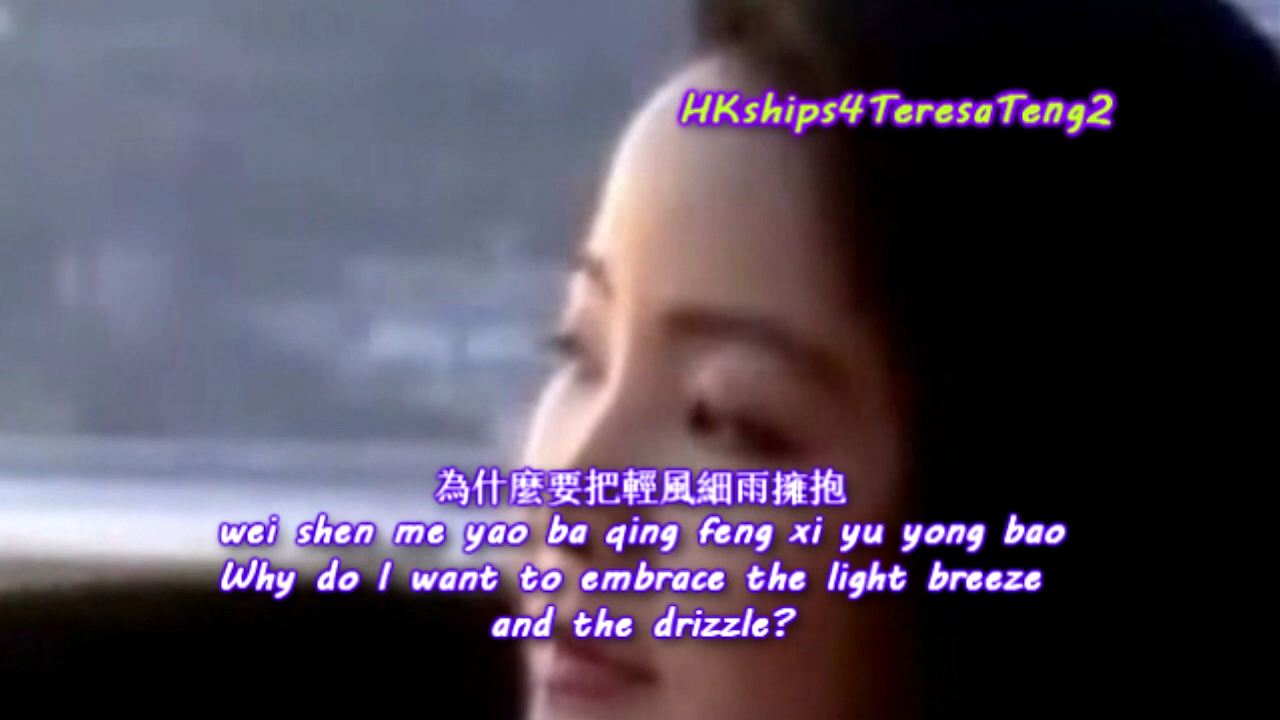 HKships4TeresaTeng2
為什麼要把輕風細雨擁抱
wei shen me yao ba qing feng xi yu yong bao
Why do I want to embrace the light breeze
and the drizzle?